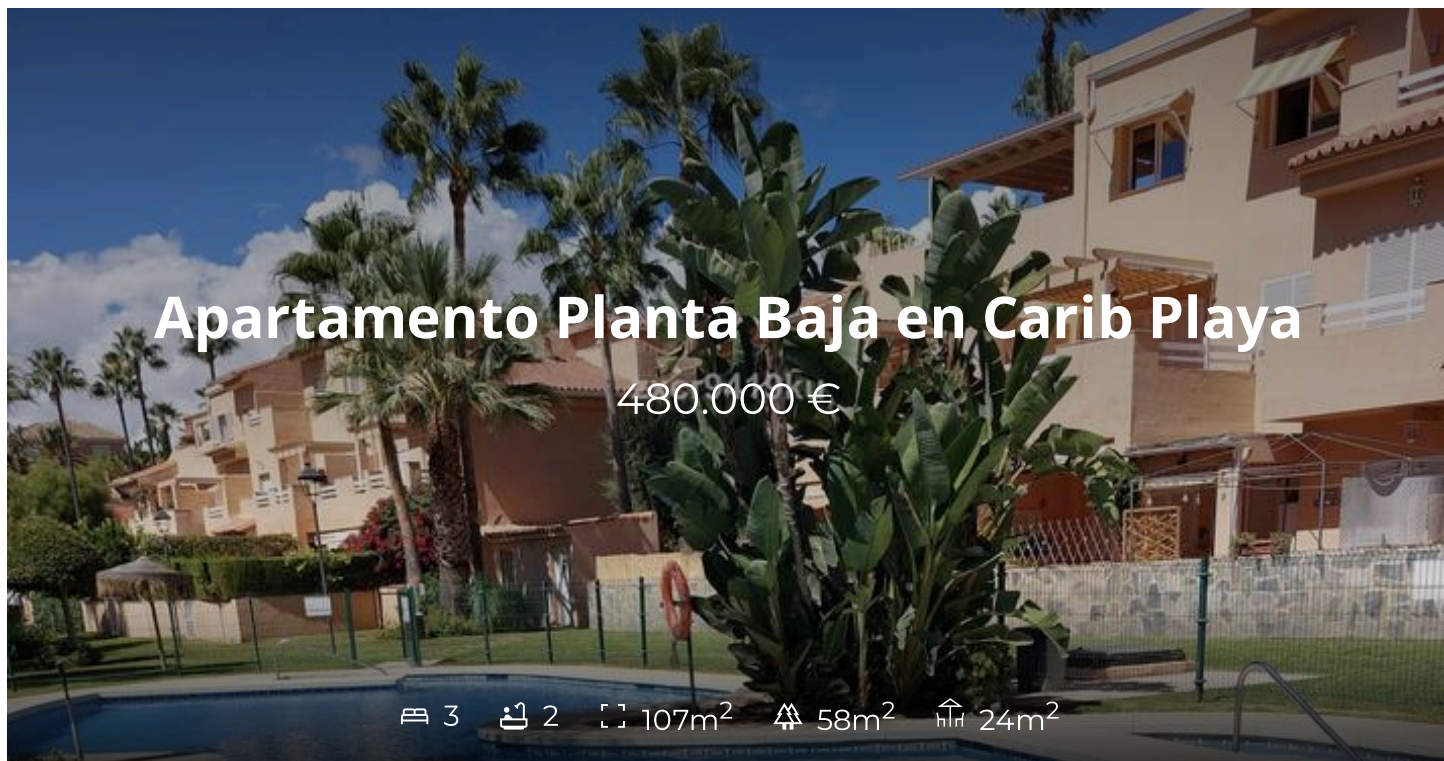 Apartamento Planta Baja en Carib Playa
480.000 €
3 2 107m² 58m² 24m²